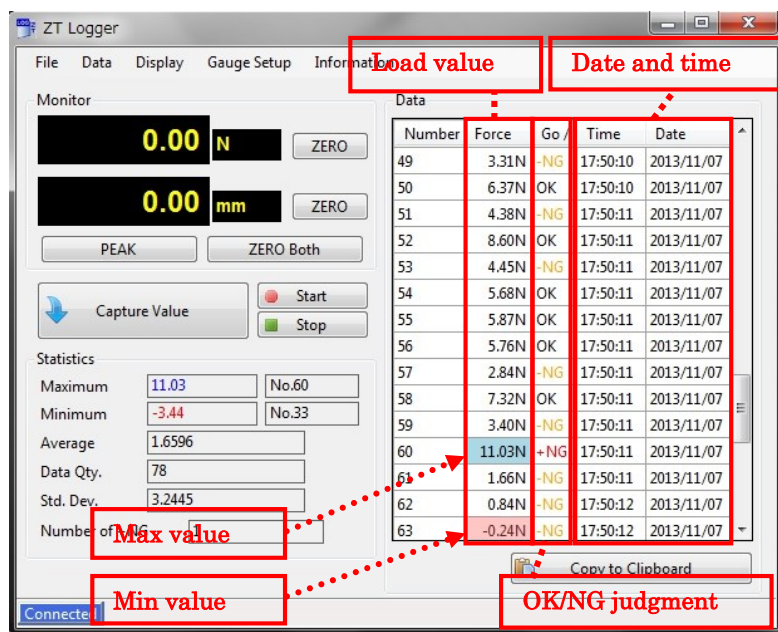 LOG
ZT Logger
File Data Display Gauge Setup Information
Load value
Date and time
Monitor
0.00 N ZERO
0.00 mm ZERO
PEAK ZERO Both
Capture Value
Start
Stop
Statistics
Maximum 11.03 No.60
Minimum -3.44 No.33
Average 1.6596
Data Qty. 78
Std. Dev. 3.2445
Number of NG 1
Max value
Min value
Connected
Data
Number Force Go / Time Date
49 3.31N -NG 17:50:10 2013/11/07
50 6.37N OK 17:50:10 2013/11/07
51 4.38N -NG 17:50:11 2013/11/07
52 8.60N OK 17:50:11 2013/11/07
53 4.45N -NG 17:50:11 2013/11/07
54 5.68N OK 17:50:11 2013/11/07
55 5.87N OK 17:50:11 2013/11/07
56 5.76N OK 17:50:11 2013/11/07
57 2.84N -NG 17:50:11 2013/11/07
58 7.32N OK 17:50:11 2013/11/07
59 3.40N -NG 17:50:11 2013/11/07
60 11.03N +NG 17:50:11 2013/11/07
61 1.66N -NG 17:50:11 2013/11/07
62 0.84N -NG 17:50:12 2013/11/07
63 -0.24N -NG 17:50:12 2013/11/07
Copy to Clipboard
OK/NG judgment